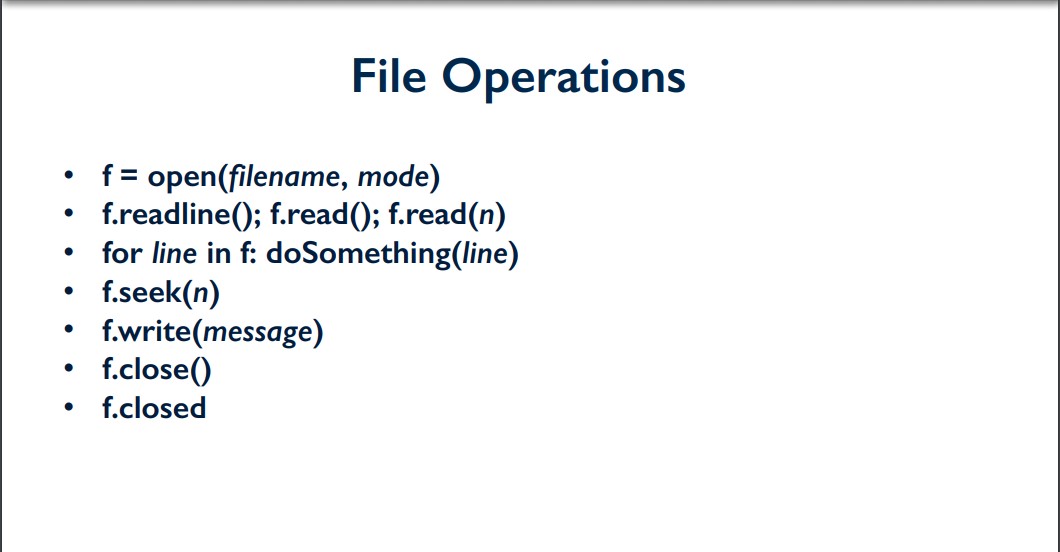 File Operations
• f = open(filename, mode)
• f.readline(); f.read(); f.read(n)
• for line in f: doSomething(line)
• f.seek(n)
• f.write(message)
• f.close()
• f.closed